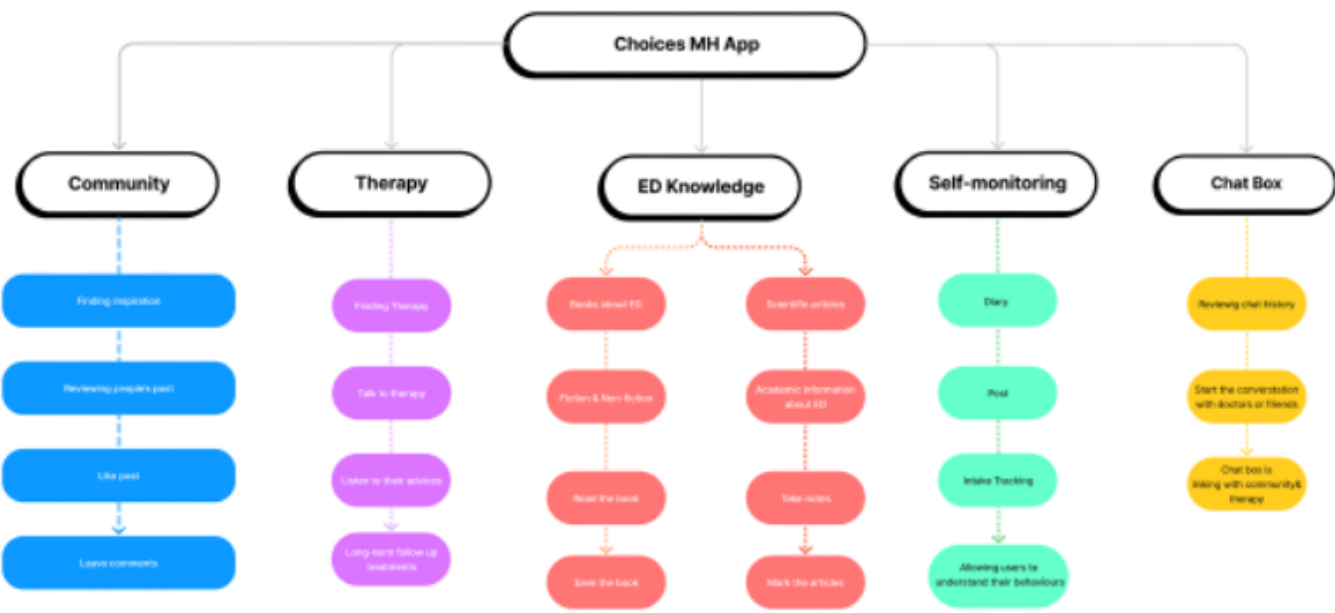 Choices MH App
Community
Therapy
ED Knowledge
Self-monitoring
Chat Box
Finding inspiration
Reviewing people's post
Like post
Leave comments
Finding Therapy
Talk to therapy
Listen to their advices
Long-term follow up
treatments
Books about ED
Fiction & Non-fiction
Read the book
Save the book
Scientific articles
Academic information
about ED
Take notes
Mark the articles
Diary
Post
Intake Tracking
Allowing users to
understand their behaviours
Reviewig chat history
Start the converstation
with doctors or friends
Chat box is
linking with community&
therapy